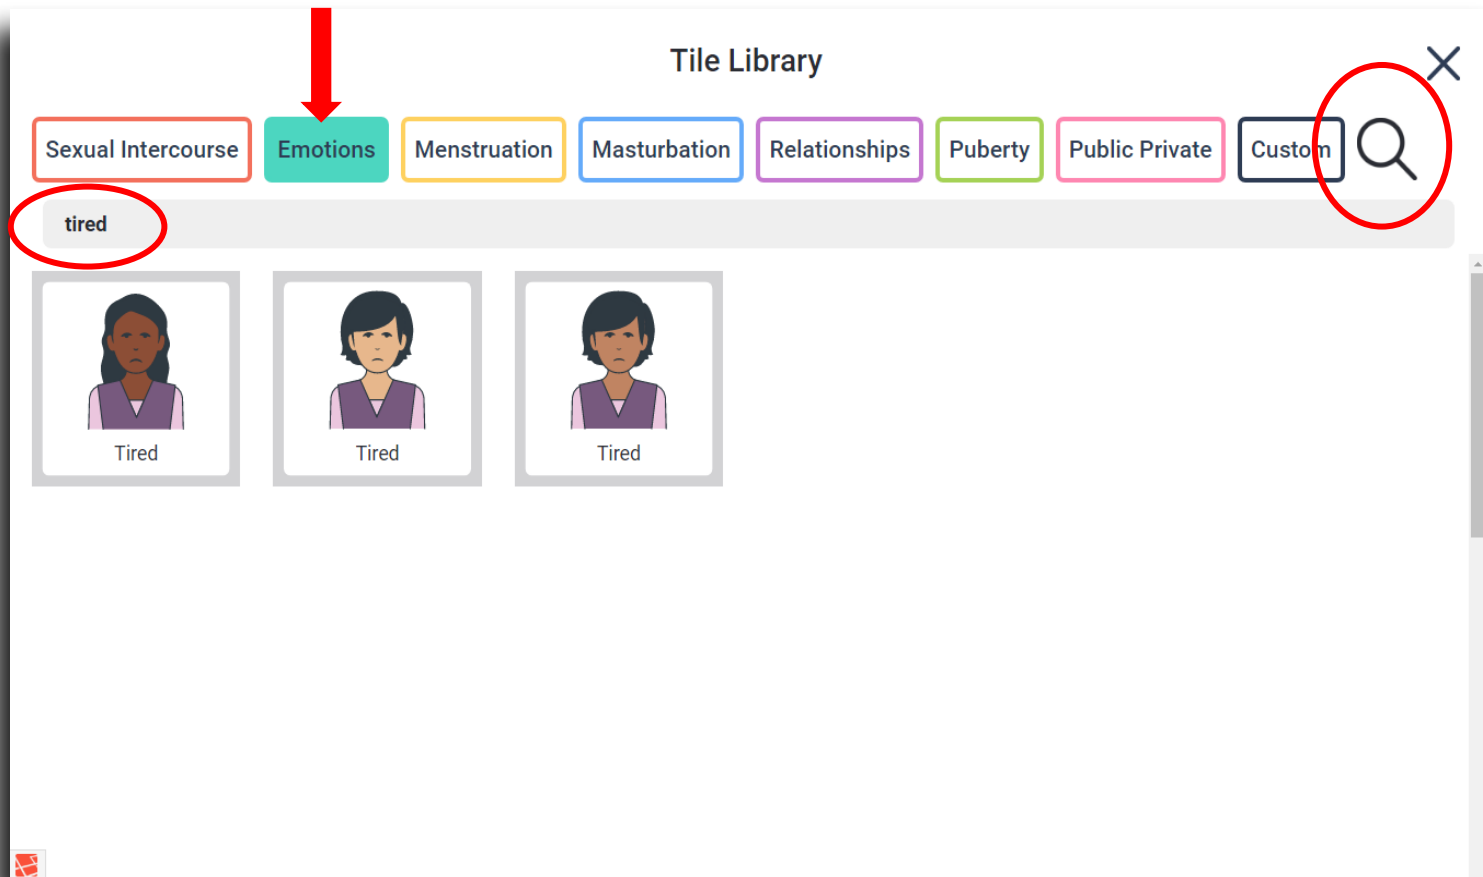 Tile Library
Sexual Intercourse Emotions Menstruation Masturbation Relationships Puberty Public Private Custom
tired
Tired Tired Tired